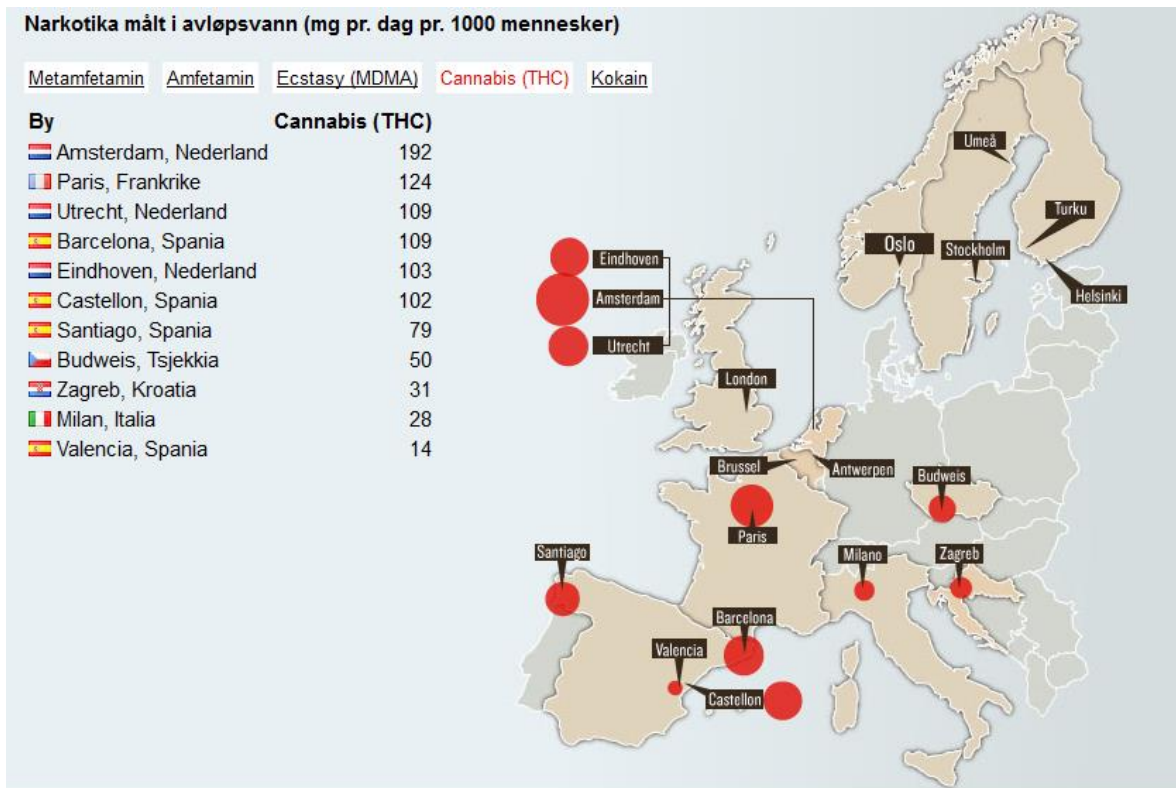 Narkotika målt i avløpsvann (mg pr. dag pr. 1000 mennesker)
Metamfetamin Amfetamin Ecstasy (MDMA) Cannabis (THC) Kokain
By Cannabis (THC)
Amsterdam, Nederland 192
Paris, Frankrike 124
Utrecht, Nederland 109
Barcelona, Spania 109
Eindhoven, Nederland 103
Castellon, Spania 102
Santiago, Spania 79
Budweis, Tsjekkia 50
Zagreb, Kroatia 31
Milan, Italia 28
Valencia, Spania 14
Umeå
Turku
Oslo
Stockholm
Helsinki
Eindhoven
Amsterdam
Utrecht
London
Brussel
Antwerpen
Budweis
Paris
Santiago
Milano
Zagreb
Barcelona
Valencia
Castellon